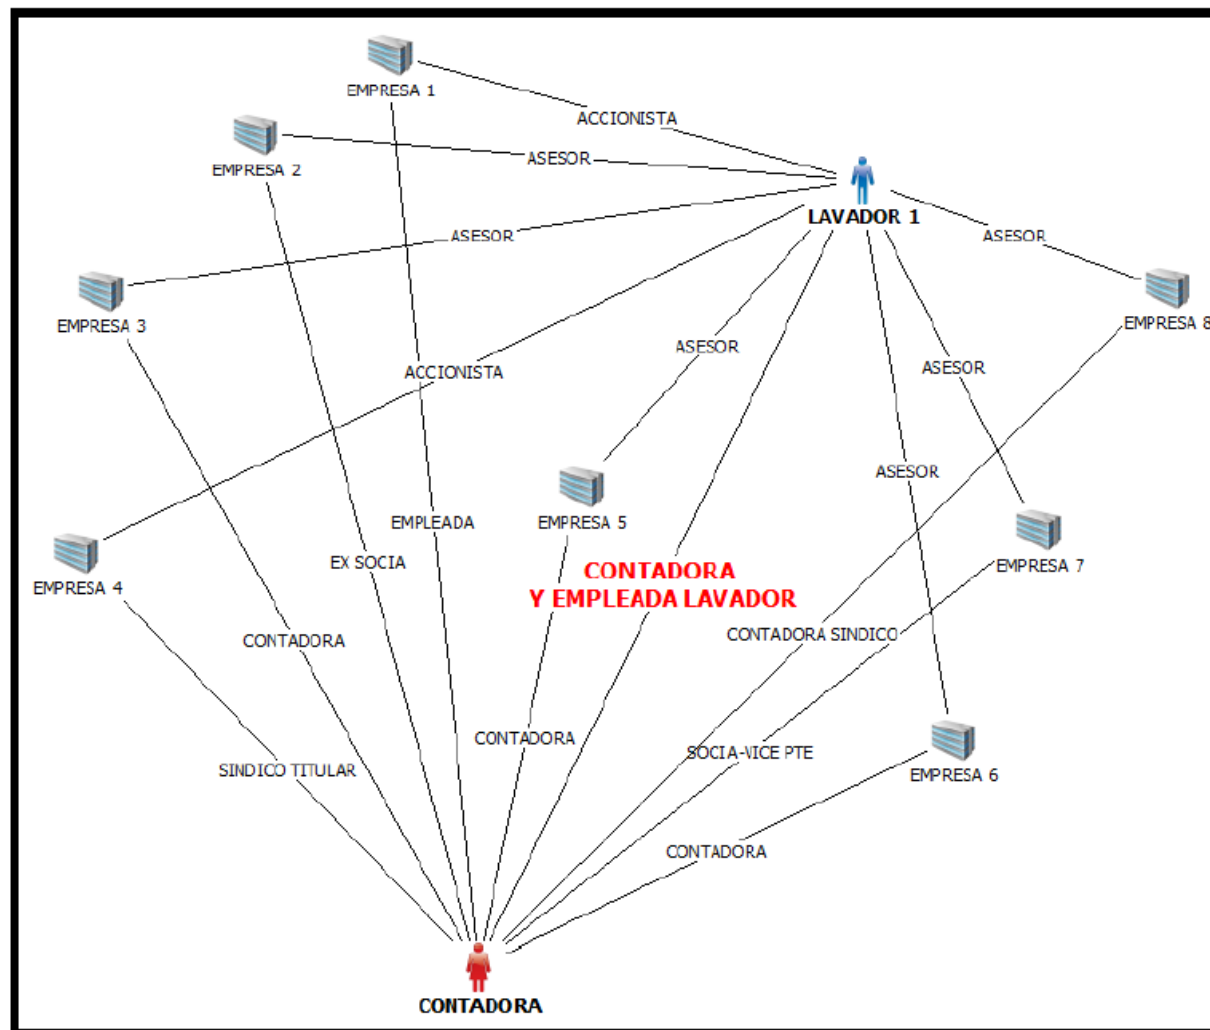 EMPRESA 1
ACCIONISTA
EMPRESA 2
ASESOR
LAVADOR 1
ASESOR
ASESOR
EMPRESA 3
EMPRESA 8
ASESOR
ACCIONISTA
ASESOR
ASESOR
EMPRESA 5
EMPLEADA
EX SOCIA
EMPRESA 4
CONTADORA
Y EMPLEADA LAVADOR
EMPRESA 7
CONTADORA
CONTADORA SINDICO
CONTADORA
SOCIA-VICE PTE
SINDICO TITULAR
EMPRESA 6
CONTADORA
CONTADORA